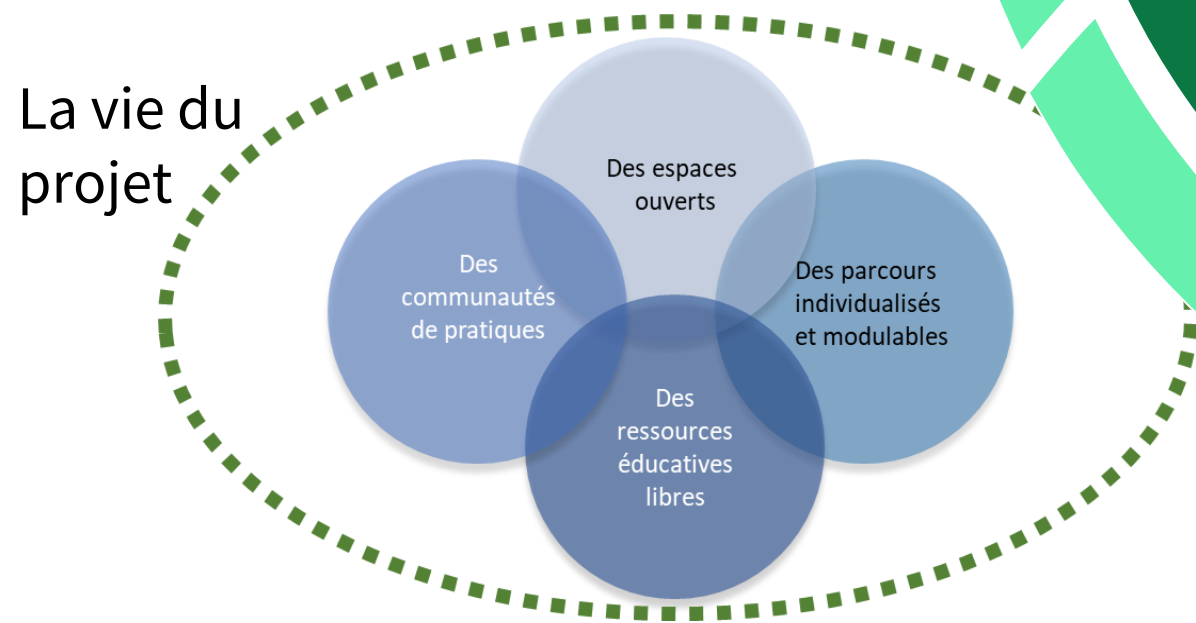 La vie du
projet
Des espaces
ouverts
Des
communautés
de pratiques
Des parcours
individualisés
et modulables
Des
ressources
éducatives
libres